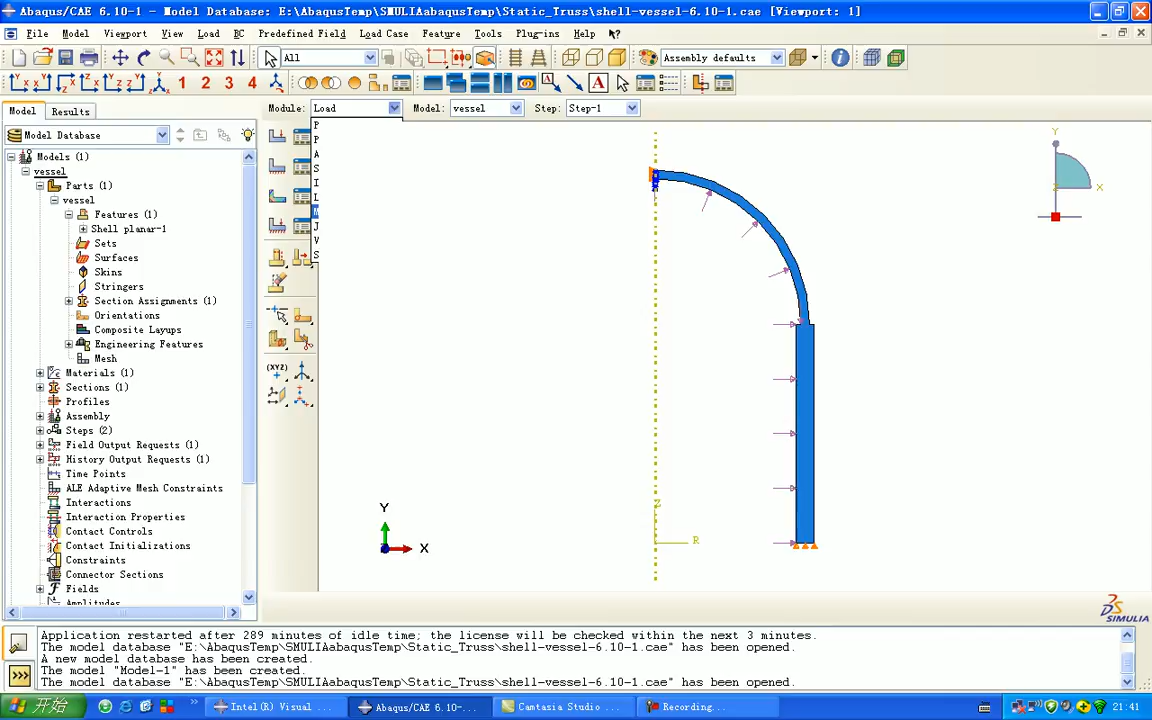 Abaqus/CAE 6.10-1 - Model Database: E:\AbaqusTemp\SMULIAabaqusTemp\Static_Truss\shell-vessel-6.10-1.cae [Viewport: 1]
File Model Viewport View Load BC Predefined Field Load Case Feature Tools Plug-ins Help
All Assembly defaults
1 2 3 4 A
Model Results Module: Load Model: vessel Step: Step-1
Model Database
P
P
A
S
I
L
M
J
V
S
Models (1)
vessel
Parts (1)
vessel
Features (1)
Shell planar-1
Sets
Surfaces
Skins
Stringers
Section Assignments (1)
Orientations
Composite Layups
Engineering Features
Mesh
Materials (1)
Sections (1)
Profiles
Assembly
Steps (2)
Field Output Requests (1)
History Output Requests (1)
Time Points
ALE Adaptive Mesh Constraints
Interactions
Interaction Properties
Contact Controls
Contact Initializations
Constraints
Connector Sections
Fields
Amplitudes
(XYZ)
Y
X
Z
Z
R
Y
X
SIMULIA
Application restarted after 289 minutes of idle time; the license will be checked within the next 3 minutes.
The model database "E:\AbaqusTemp\SMULIAabaqusTemp\Static_Truss\shell-vessel-6.10-1.cae" has been opened.
A new model database has been created.
The model "Model-1" has been created.
The model database "E:\AbaqusTemp\SMULIAabaqusTemp\Static_Truss\shell-vessel-6.10-1.cae" has been opened.
>>>
开始 Intel(R) Visual ... Abaqus/CAE 6.10-... Camtasia Studio ... Recording... 21:41